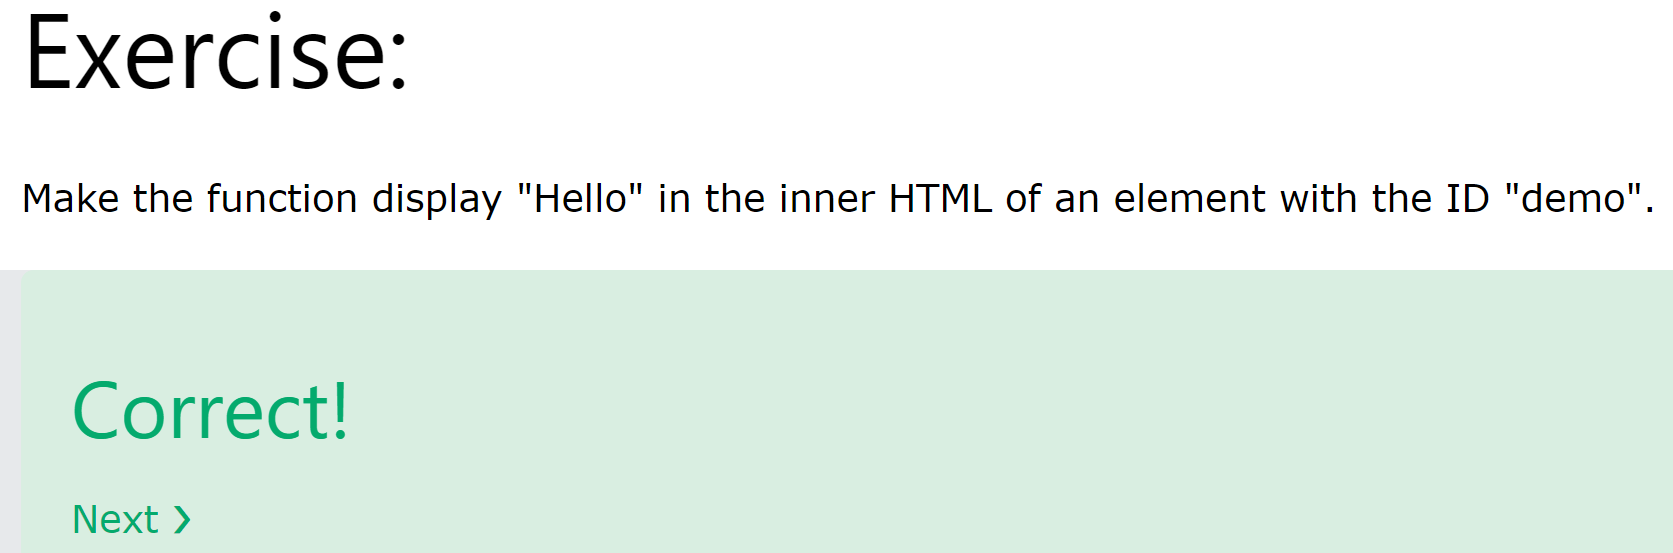 Exercise:
Make the function display "Hello" in the inner HTML of an element with the ID "demo".
Correct!
Next ❯